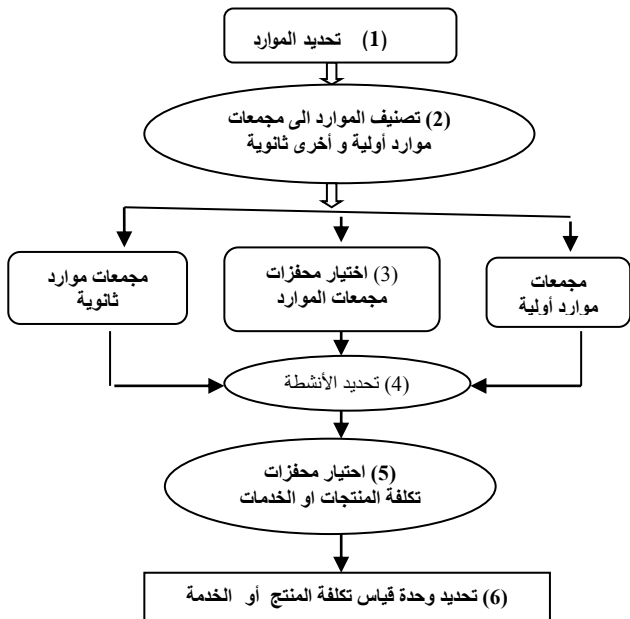 (1) تحديد الموارد
(2) تصنيف الموارد الى مجمعات
موارد أولية و أخرى ثانوية
مجمعات
موارد أولية
(3) اختيار محفزات
مجمعات الموارد
مجمعات موارد
ثانوية
(4) تحديد الأنشطة
(5) احتيار محفزات
تكلفة المنتجات او الخدمات
(6) تحديد وحدة قياس تكلفة المنتج أو الخدمة